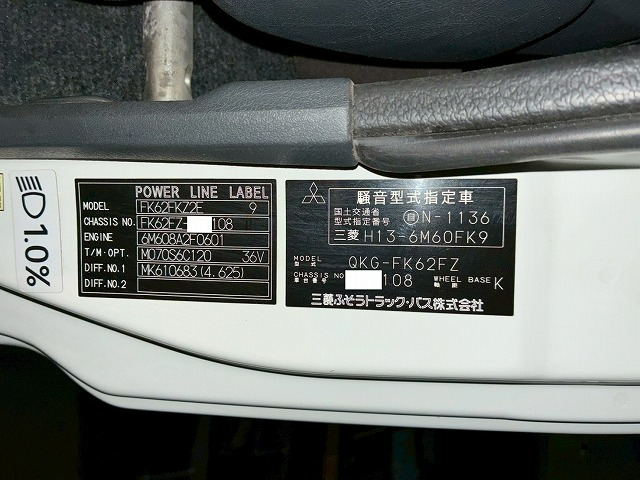 1.0%
POWER LINE LABEL
MODEL FK62FKZ2E 9
CHASSIS NO. FK62FZ- 108
ENGINE 6M608A2F0601
T/M·OPT. M070S6C120 36V
DIFF.NO.1 MK610683(4.625)
DIFF.NO.2
騒音型式指定車
国土交通省
型式指定番号 自N-1136
三菱 H13-6M60FK9
MODEL
型式 QKG-FK62FZ
CHASSIS NO 108 WHEEL BASE K
車台番号 軸距
三菱ふそうトラック・バス株式会社